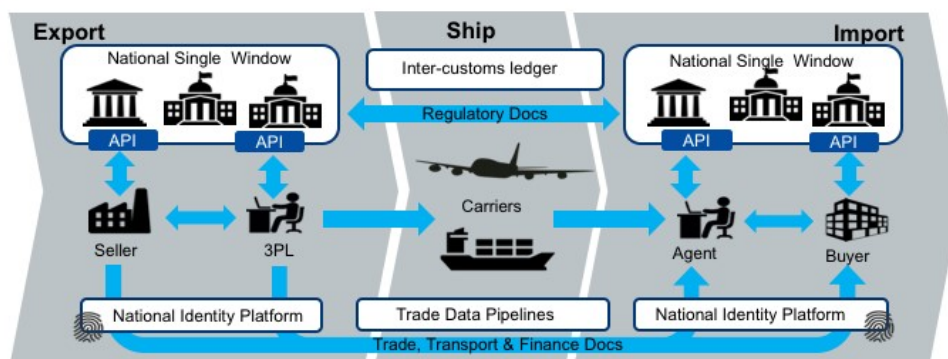 Export
Ship
Import
National Single Window
Inter-customs ledger
National Single Window
Regulatory Docs
API
API
API
API
Carriers
Seller
3PL
Agent
Buyer
National Identity Platform
Trade Data Pipelines
National Identity Platform
Trade, Transport & Finance Docs